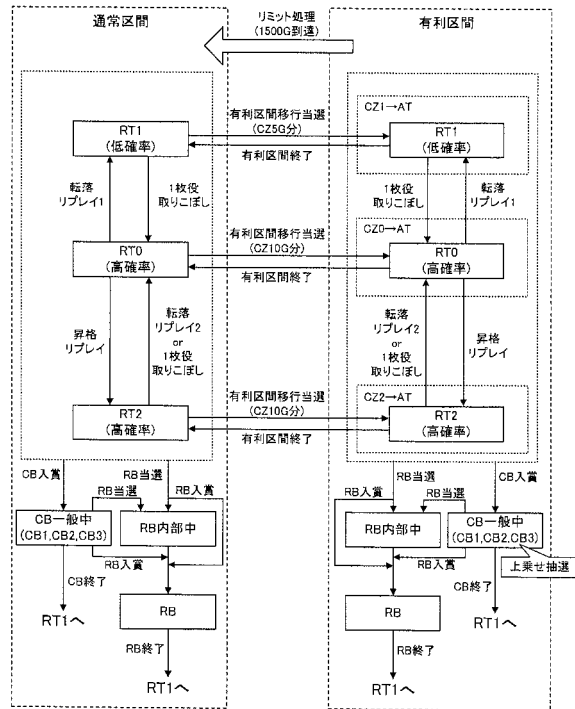 リミット処理
(1500G到達)
通常区間
有利区間
CZ1→AT
RT1
(低確率)
有利区間移行当選
(CZ5G分)
有利区間終了
RT1
(低確率)
転落
リプレイ1
1枚役
取りこぼし
1枚役
取りこぼし
転落
リプレイ1
CZ0→AT
RT0
(高確率)
有利区間移行当選
(CZ10G分)
有利区間終了
RT0
(高確率)
昇格
リプレイ
転落
リプレイ2
or
1枚役
取りこぼし
転落
リプレイ2
or
1枚役
取りこぼし
昇格
リプレイ
CZ2→AT
RT2
(高確率)
有利区間移行当選
(CZ10G分)
有利区間終了
RT2
(高確率)
CB入賞
RB当選
RB当選
RB入賞
CB一般中
(CB1,CB2,CB3)
RB内部中
RB入賞
CB終了
RT1へ
RB
RB終了
RT1へ
RB当選
CB入賞
RB入賞
RB当選
RB内部中
CB一般中
(CB1,CB2,CB3)
RB入賞
上乗せ抽選
CB終了
RT1へ
RB
RB終了
RT1へ